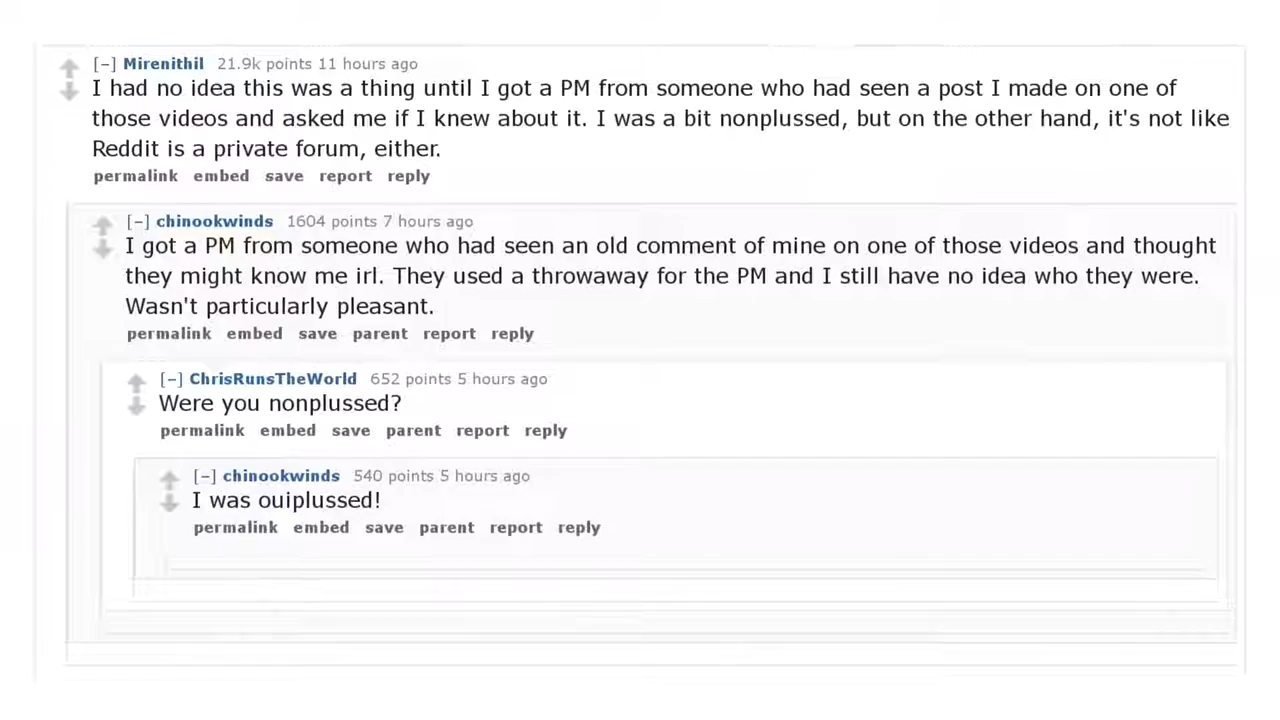 [–] Mirenithil 21.9k points 11 hours ago
I had no idea this was a thing until I got a PM from someone who had seen a post I made on one of
those videos and asked me if I knew about it. I was a bit nonplussed, but on the other hand, it's not like
Reddit is a private forum, either.
permalink embed save report reply
[–] chinookwinds 1604 points 7 hours ago
I got a PM from someone who had seen an old comment of mine on one of those videos and thought
they might know me irl. They used a throwaway for the PM and I still have no idea who they were.
Wasn't particularly pleasant.
permalink embed save parent report reply
[–] ChrisRunsTheWorld 652 points 5 hours ago
Were you nonplussed?
permalink embed save parent report reply
[–] chinookwinds 540 points 5 hours ago
I was ouiplussed!
permalink embed save parent report reply